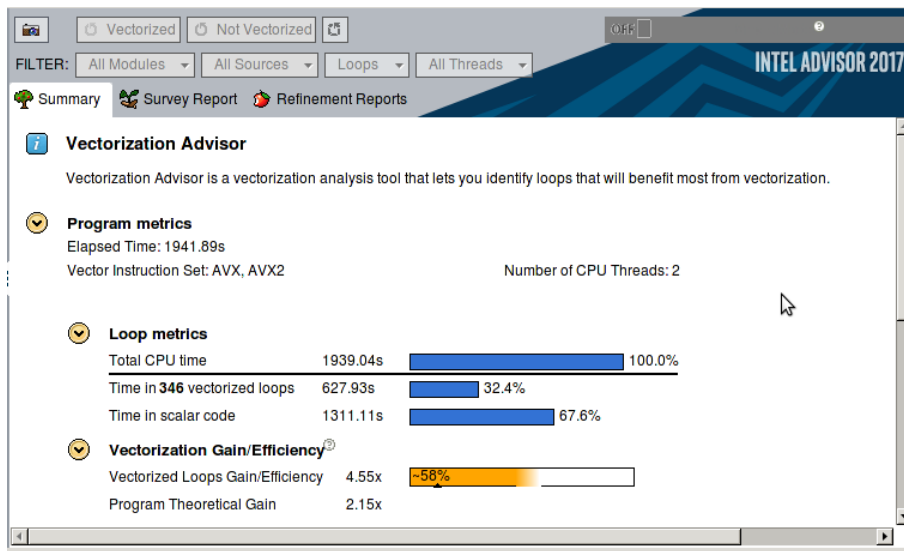 Vectorized Not Vectorized OFF
FILTER: All Modules All Sources Loops All Threads INTEL ADVISOR 2017
Summary Survey Report Refinement Reports
Vectorization Advisor
Vectorization Advisor is a vectorization analysis tool that lets you identify loops that will benefit most from vectorization.
Program metrics
Elapsed Time: 1941.89s
Vector Instruction Set: AVX, AVX2 Number of CPU Threads: 2
Loop metrics
Total CPU time 1939.04s 100.0%
Time in 346 vectorized loops 627.93s 32.4%
Time in scalar code 1311.11s 67.6%
Vectorization Gain/Efficiency
Vectorized Loops Gain/Efficiency 4.55x ~58%
Program Theoretical Gain 2.15x